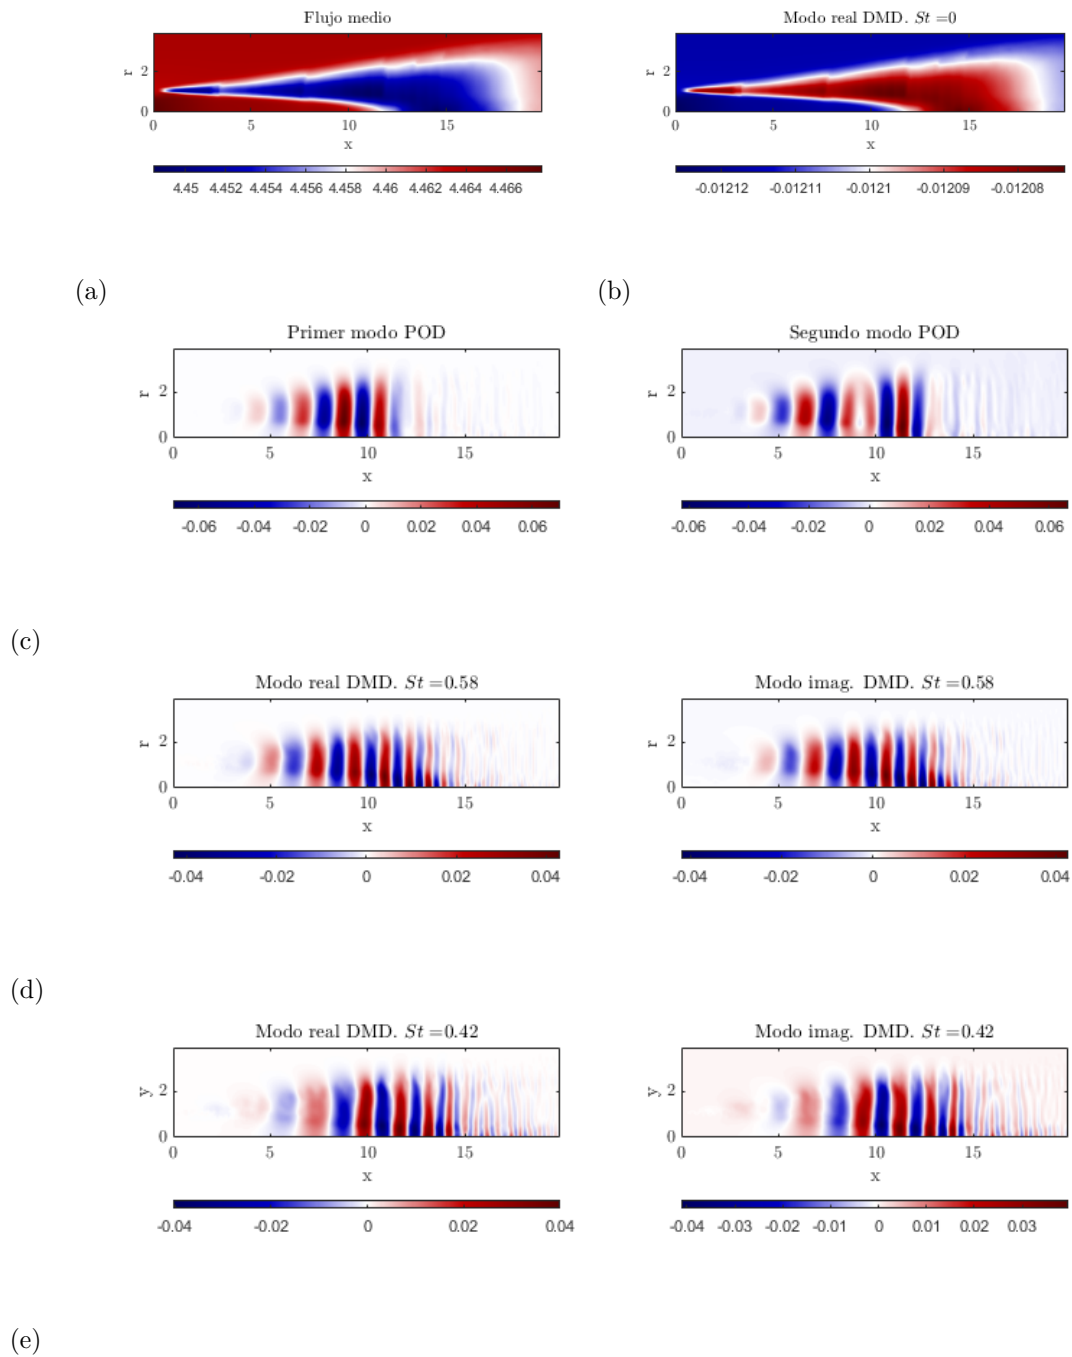 Flujo medio
Modo real DMD. St =0
r
2
0
0
5
10
15
x
4.45 4.452 4.454 4.456 4.458 4.46 4.462 4.464 4.466
r
2
0
0
5
10
15
x
-0.01212 -0.01211 -0.0121 -0.01209 -0.01208
(a)
(b)
Primer modo POD
Segundo modo POD
r
2
0
0
5
10
15
x
-0.06 -0.04 -0.02 0 0.02 0.04 0.06
r
2
0
0
5
10
15
x
-0.06 -0.04 -0.02 0 0.02 0.04 0.06
(c)
Modo real DMD. St =0.58
Modo imag. DMD. St =0.58
r
2
0
0
5
10
15
x
-0.04 -0.02 0 0.02 0.04
r
2
0
0
5
10
15
x
-0.04 -0.02 0 0.02 0.04
(d)
Modo real DMD. St =0.42
Modo imag. DMD. St =0.42
y
2
0
0
5
10
15
x
-0.04 -0.02 0 0.02 0.04
y
2
0
0
5
10
15
x
-0.04 -0.03 -0.02 -0.01 0 0.01 0.02 0.03
(e)